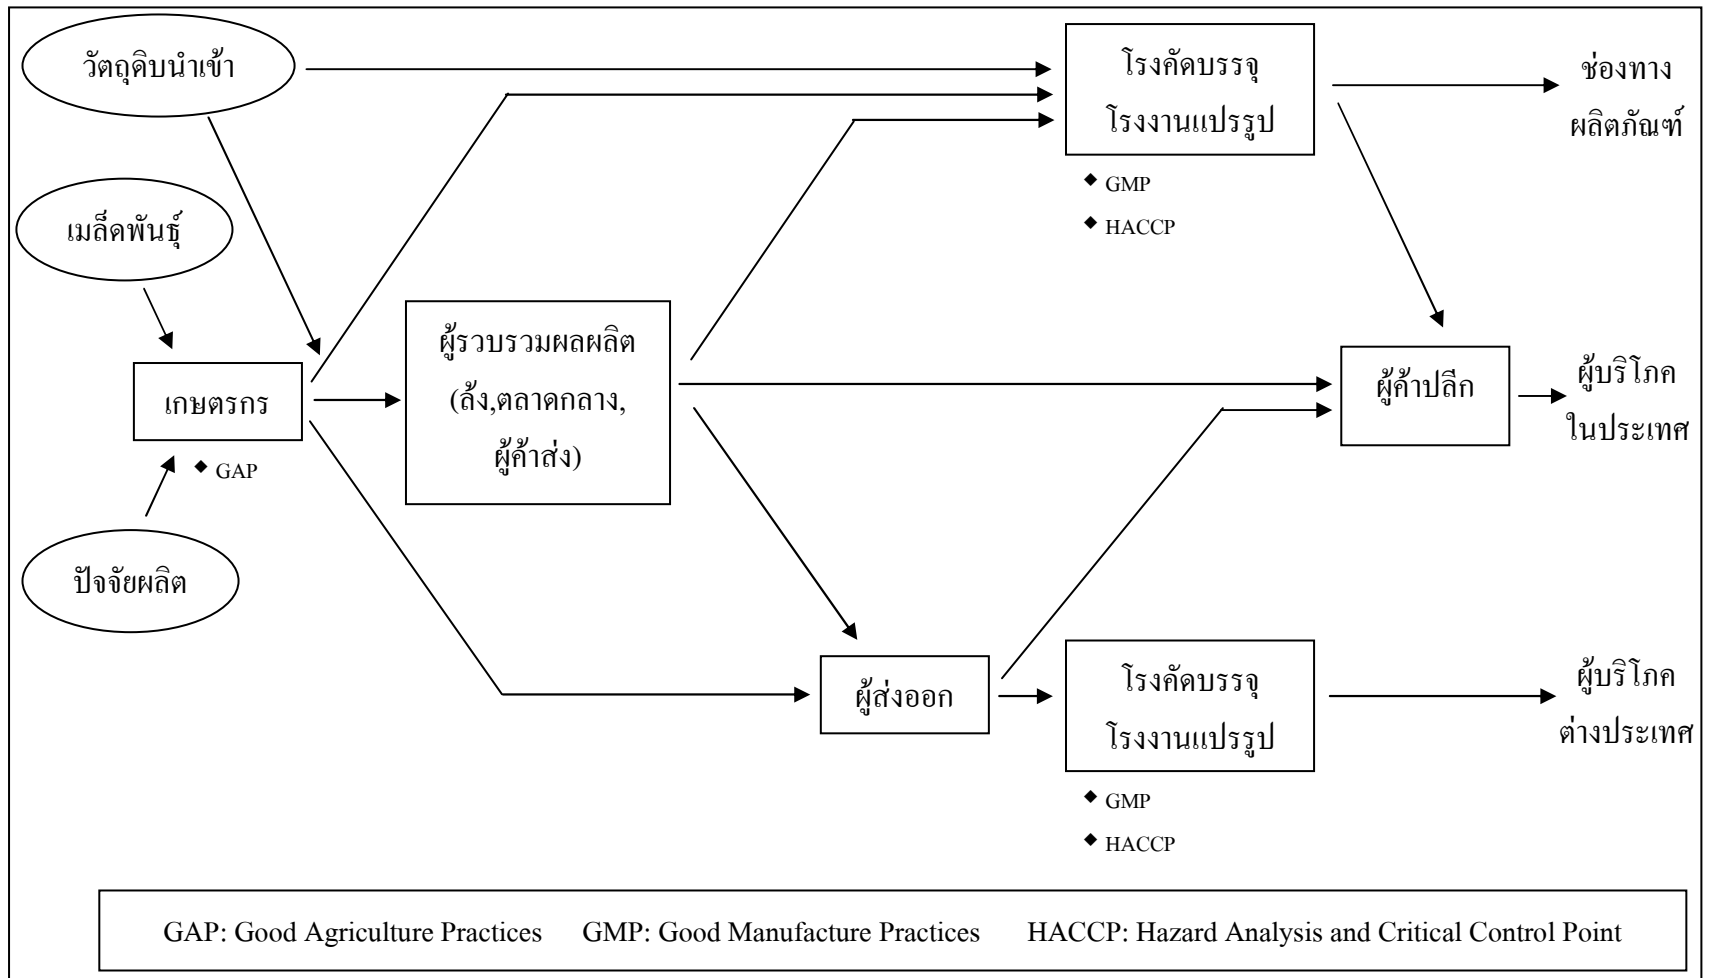 วัตถุดิบนำเข้า
โรงคัดบรรจุ
โรงงานแปรรูป
ช่องทาง
ผลิตภัณฑ์
◆ GMP
◆ HACCP
เมล็ดพันธุ์
เกษตรกร
◆ GAP
ผู้รวบรวมผลผลิต
(ล้ง,ตลาดกลาง,
ผู้ค้าส่ง)
ผู้ค้าปลีก
ผู้บริโภค
ในประเทศ
ปัจจัยผลิต
ผู้ส่งออก
โรงคัดบรรจุ
โรงงานแปรรูป
ผู้บริโภค
ต่างประเทศ
◆ GMP
◆ HACCP
GAP: Good Agriculture Practices GMP: Good Manufacture Practices HACCP: Hazard Analysis and Critical Control Point